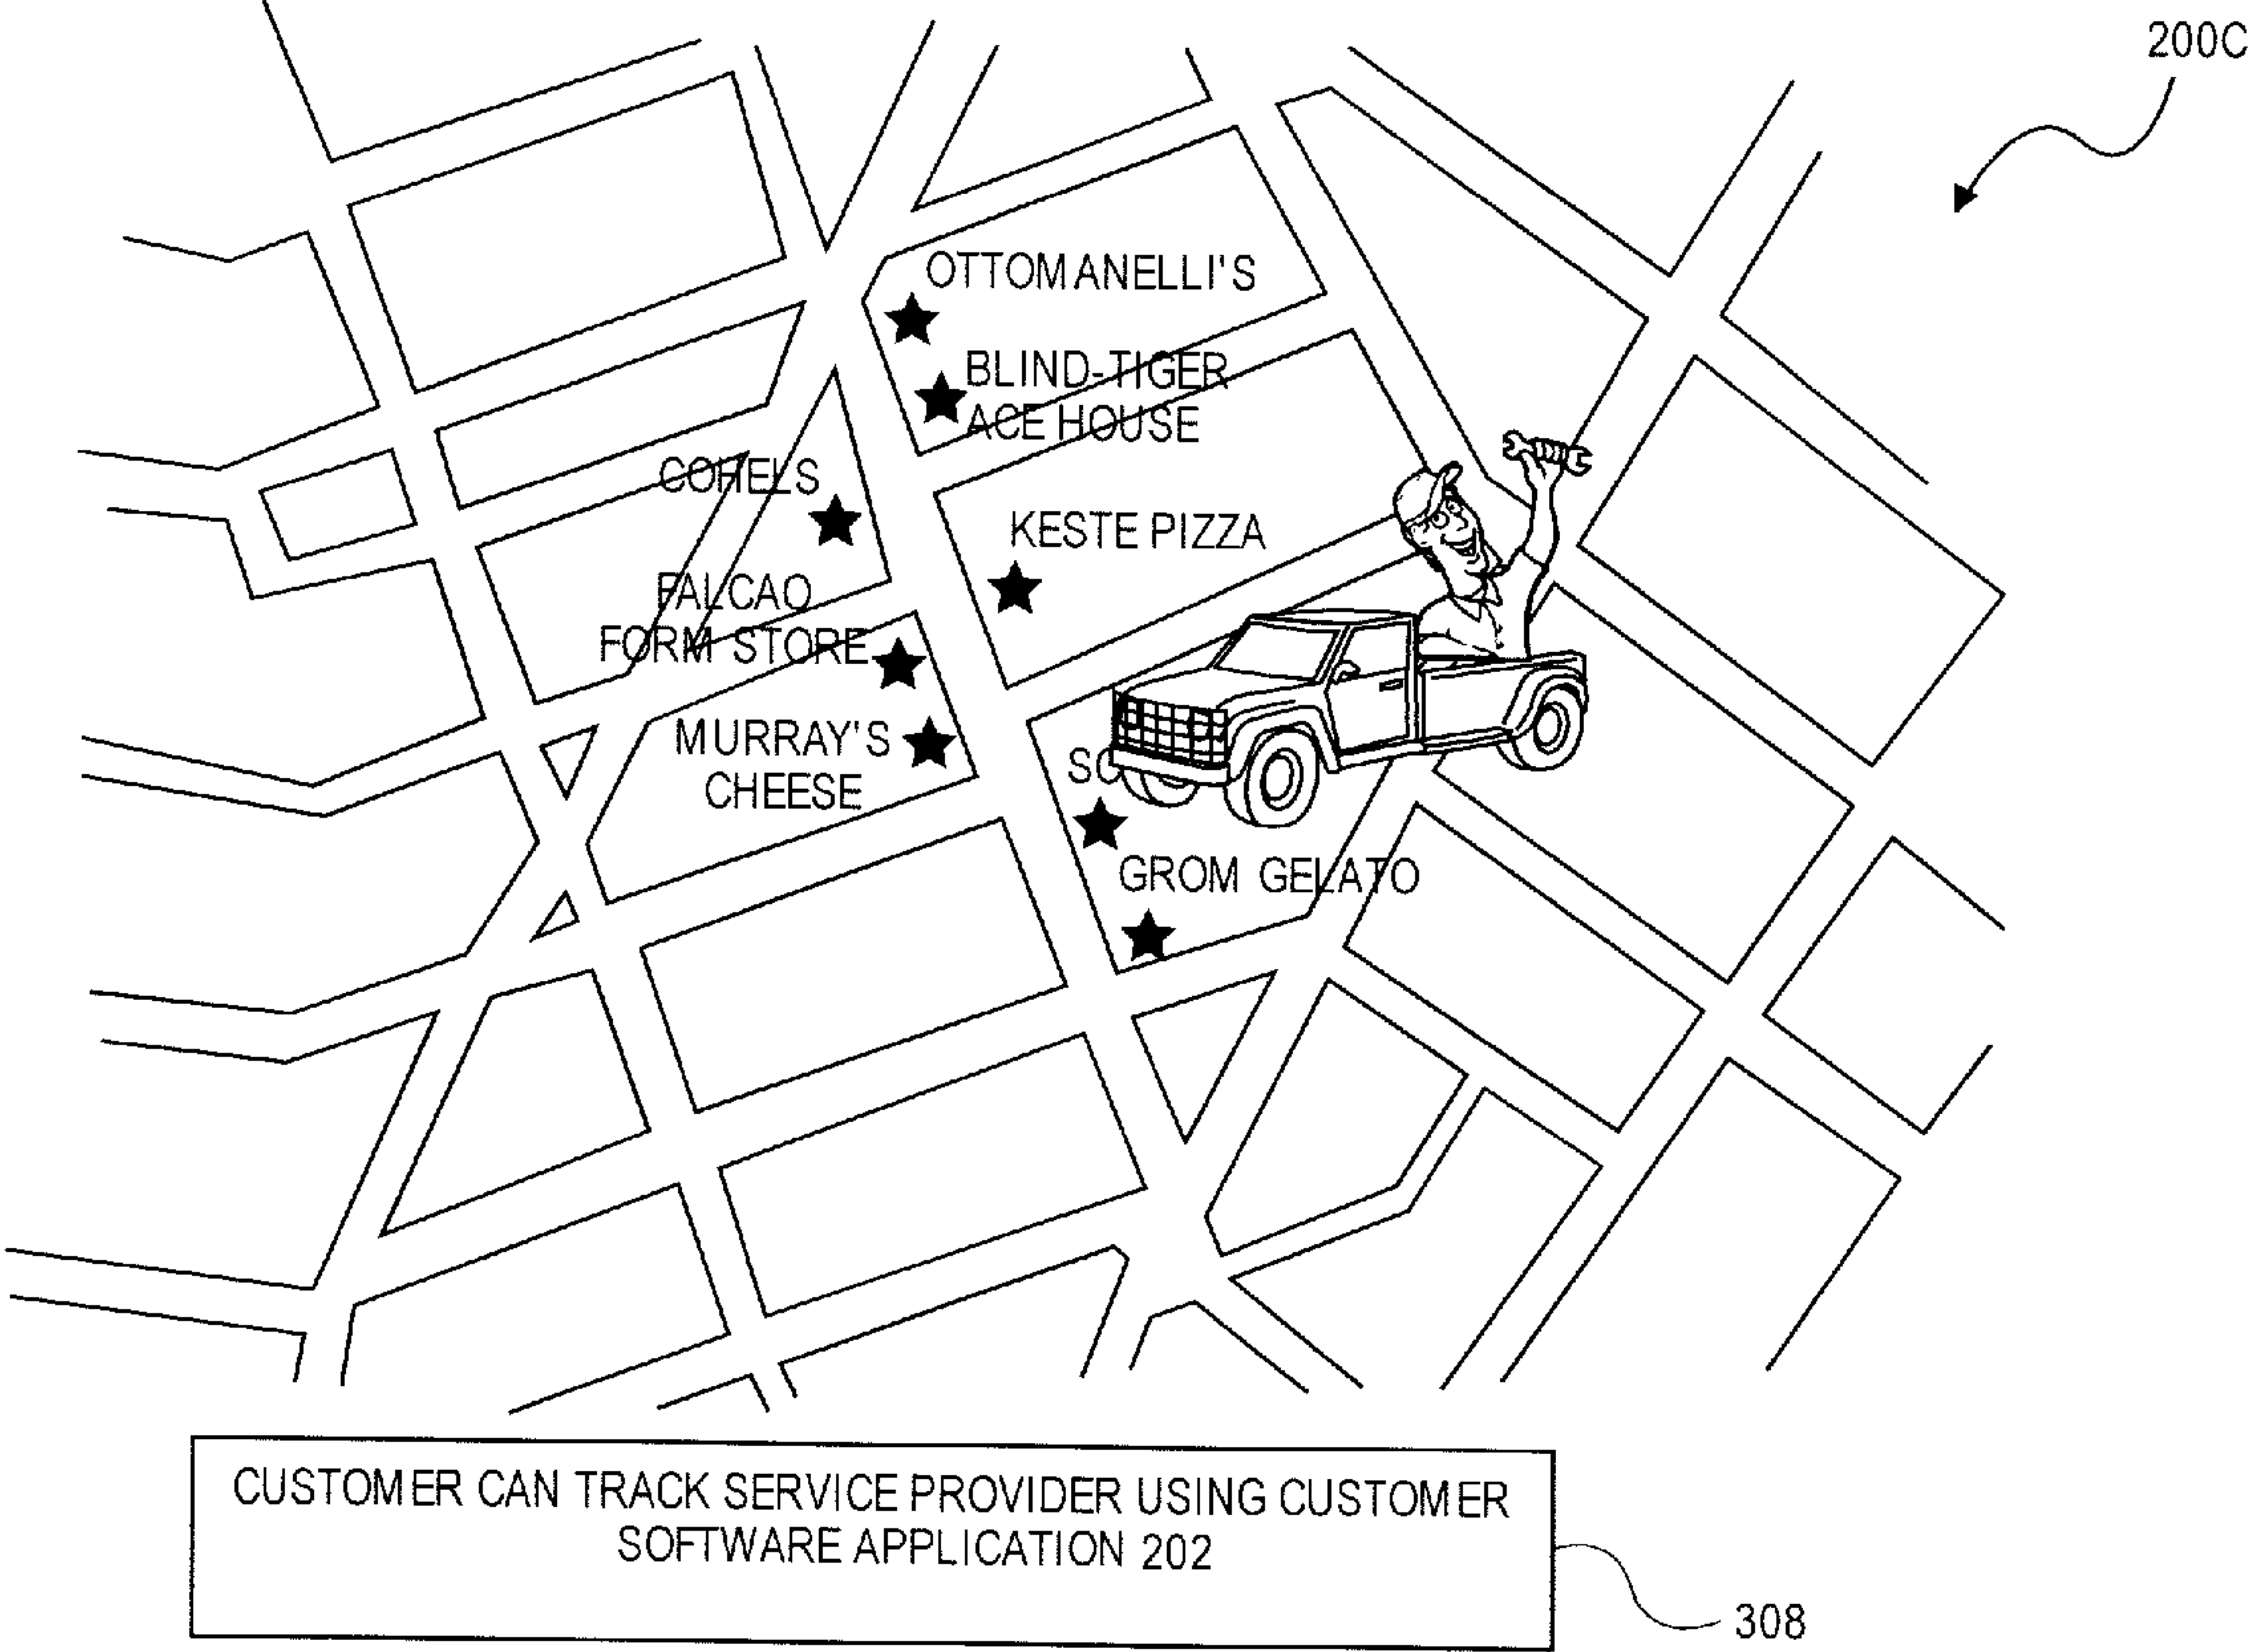 200C
OTTOMANELLI'S
BLIND-TIGER
ACE HOUSE
COHELS
KESTE PIZZA
FALCAO
FORM STORE
MURRAY'S
CHEESE
GROM GELATO
CUSTOMER CAN TRACK SERVICE PROVIDER USING CUSTOMER
SOFTWARE APPLICATION 202
308